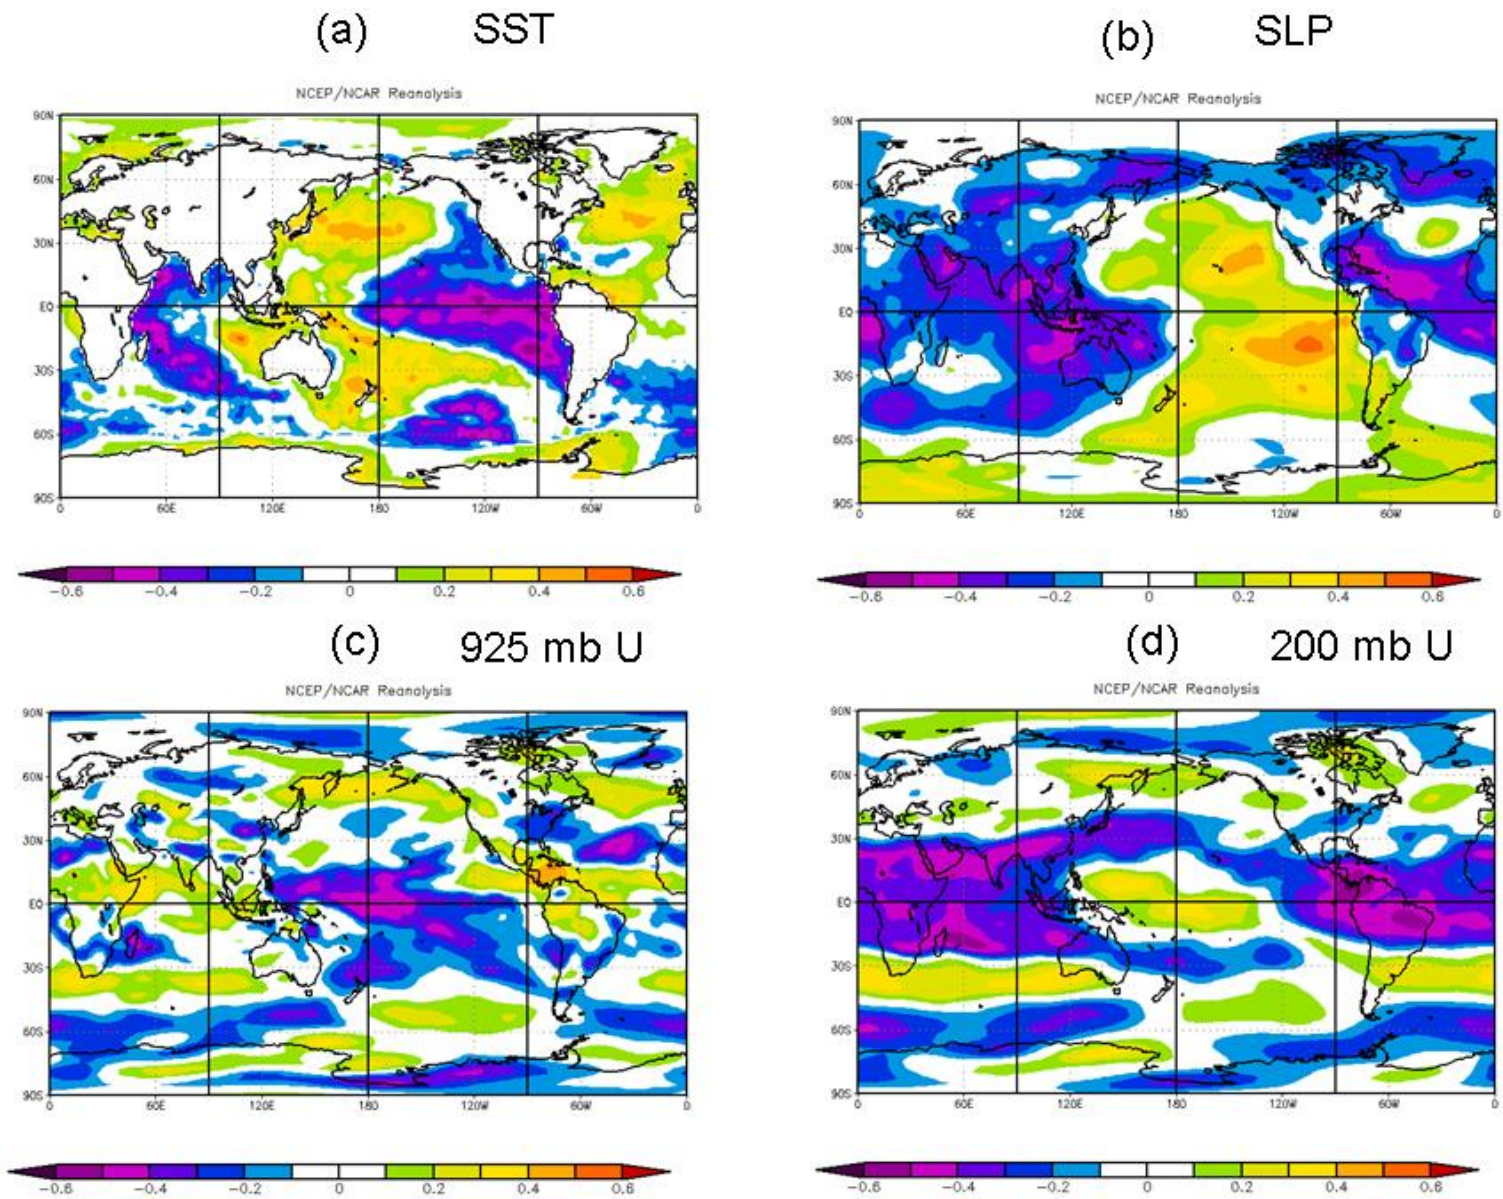 (a) SST
NCEP/NCAR Reanalysis
90N
60N
30N
EQ
30S
60S
90S
0 60E 120E 180 120W 60W 0
-0.6 -0.4 -0.2 0 0.2 0.4 0.6
(b) SLP
NCEP/NCAR Reanalysis
90N
60N
30N
EQ
30S
60S
90S
0 60E 120E 180 120W 60W 0
-0.6 -0.4 -0.2 0 0.2 0.4 0.6
(c) 925 mb U
NCEP/NCAR Reanalysis
90N
60N
30N
EQ
30S
60S
90S
0 60E 120E 180 120W 60W 0
-0.6 -0.4 -0.2 0 0.2 0.4 0.6
(d) 200 mb U
NCEP/NCAR Reanalysis
90N
60N
30N
EQ
30S
60S
90S
0 60E 120E 180 120W 60W 0
-0.6 -0.4 -0.2 0 0.2 0.4 0.6